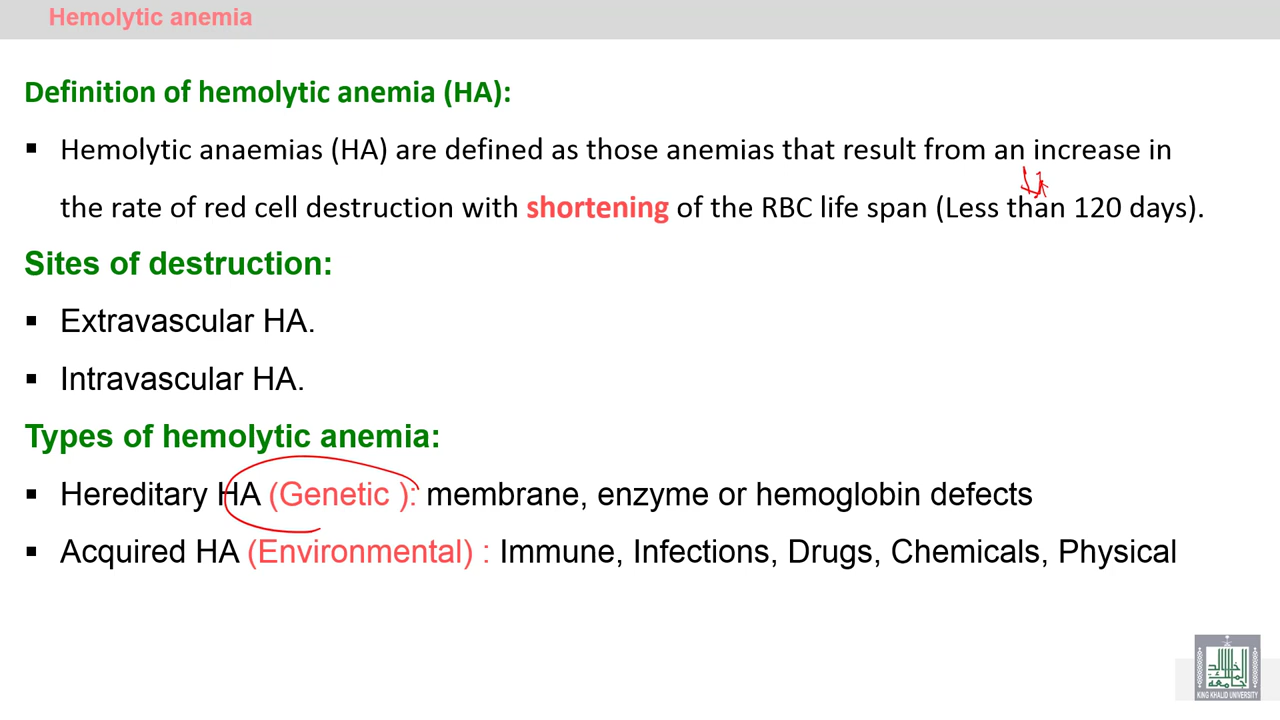 Hemolytic anemia
Definition of hemolytic anemia (HA):
▪ Hemolytic anaemias (HA) are defined as those anemias that result from an increase in
the rate of red cell destruction with shortening of the RBC life span (Less than 120 days).
Sites of destruction:
▪ Extravascular HA.
▪ Intravascular HA.
Types of hemolytic anemia:
▪ Hereditary HA (Genetic ): membrane, enzyme or hemoglobin defects
▪ Acquired HA (Environmental) : Immune, Infections, Drugs, Chemicals, Physical
KING KHALID UNIVERSITY